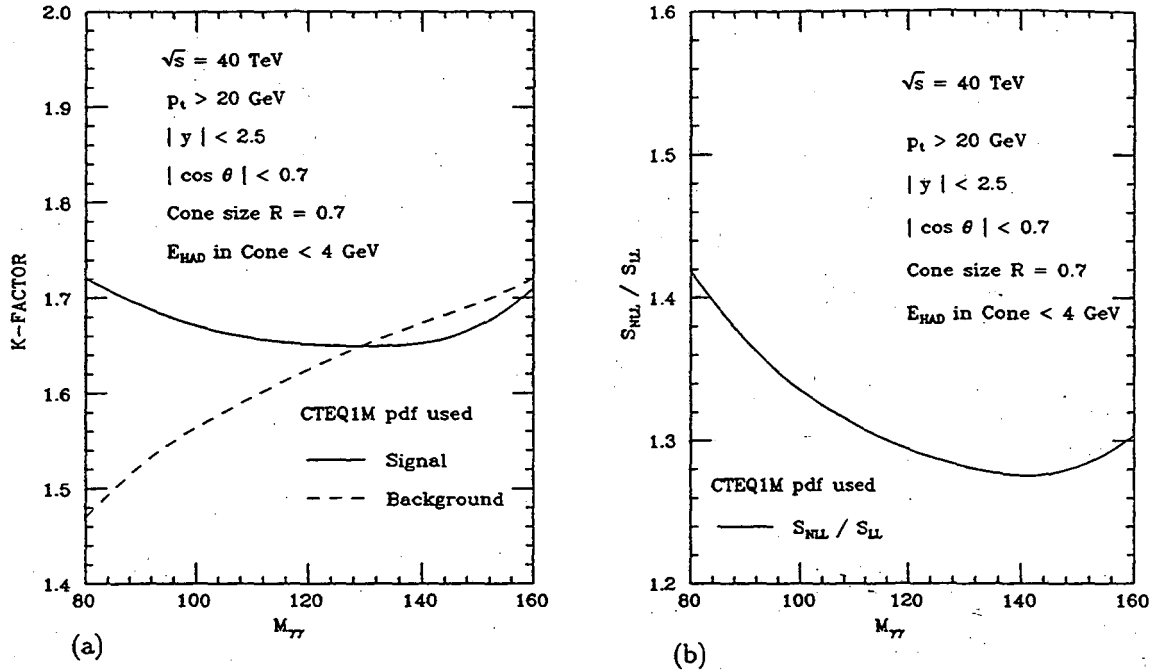 2.0
1.9
1.8
1.7
1.6
1.5
1.4
K-FACTOR
√s = 40 TeV
pₜ > 20 GeV
| y | < 2.5
| cos θ | < 0.7
Cone size R = 0.7
E_HAD in Cone < 4 GeV
CTEQ1M pdf used
Signal
Background
80 100 120 140 160
M_γγ
(a)
1.6
1.5
1.4
1.3
1.2
S_NLL / S_LL
√s = 40 TeV
pₜ > 20 GeV
| y | < 2.5
| cos θ | < 0.7
Cone size R = 0.7
E_HAD in Cone < 4 GeV
CTEQ1M pdf used
S_NLL / S_LL
80 100 120 140 160
M_γγ
(b)